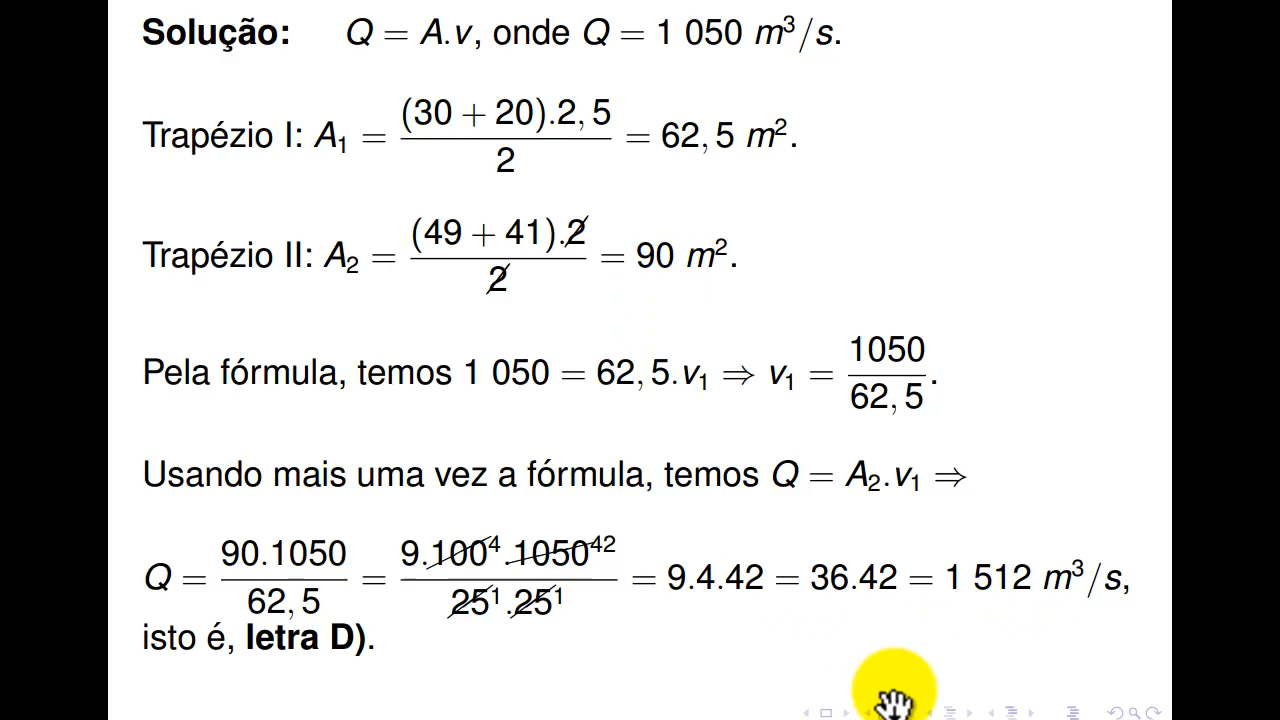 Solução: Q = A.v, onde Q = 1 050 m³/s.
Trapézio I: A₁ = (30 + 20).2, 5 / 2 = 62, 5 m².
Trapézio II: A₂ = (49 + 41).2 / 2 = 90 m².
Pela fórmula, temos 1 050 = 62, 5.v₁ ⇒ v₁ = 1050 / 62, 5.
Usando mais uma vez a fórmula, temos Q = A₂.v₁ ⇒
Q = 90.1050 / 62, 5 = 9.100⁴.1050⁴² / 25¹.25¹ = 9.4.42 = 36.42 = 1 512 m³/s,
isto é, letra D).